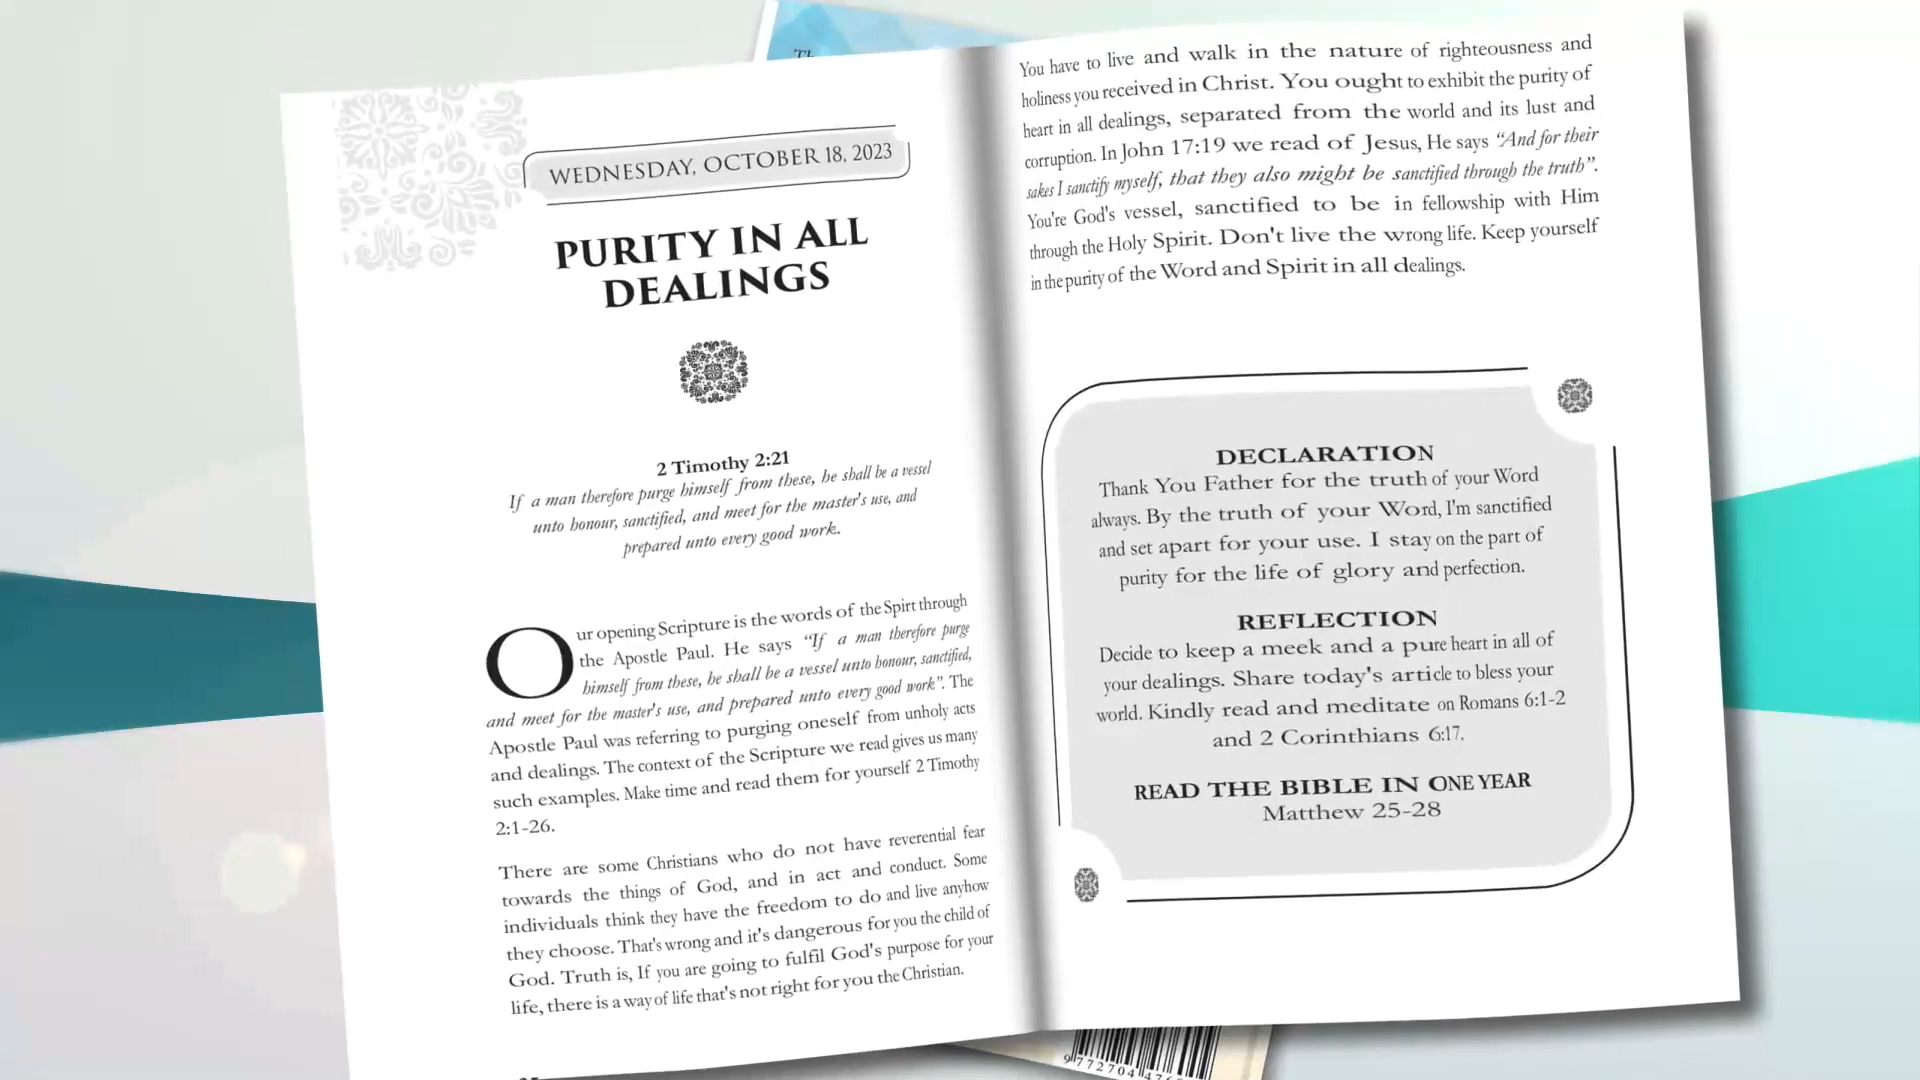 WEDNESDAY, OCTOBER 18, 2023
PURITY IN ALL
DEALINGS
2 Timothy 2:21
If a man therefore purge himself from these, he shall be a vessel
unto honour, sanctified, and meet for the master's use, and
prepared unto every good work.
Our opening Scripture is the words of the Spirt through
the Apostle Paul. He says “If a man therefore purge
himself from these, he shall be a vessel unto honour, sanctified,
and meet for the master's use, and prepared unto every good work”. The
Apostle Paul was referring to purging oneself from unholy acts
and dealings. The context of the Scripture we read gives us many
such examples. Make time and read them for yourself 2 Timothy
2:1-26.
There are some Christians who do not have reverential fear
towards the things of God, and in act and conduct. Some
individuals think they have the freedom to do and live anyhow
they choose. That's wrong and it's dangerous for you the child of
God. Truth is, If you are going to fulfil God's purpose for your
life, there is a way of life that's not right for you the Christian.
You have to live and walk in the nature of righteousness and
holiness you received in Christ. You ought to exhibit the purity of
heart in all dealings, separated from the world and its lust and
corruption. In John 17:19 we read of Jesus, He says “And for their
sakes I sanctify myself, that they also might be sanctified through the truth”.
You're God's vessel, sanctified to be in fellowship with Him
through the Holy Spirit. Don't live the wrong life. Keep yourself
in the purity of the Word and Spirit in all dealings.
DECLARATION
Thank You Father for the truth of your Word
always. By the truth of your Word, I'm sanctified
and set apart for your use. I stay on the part of
purity for the life of glory and perfection.
REFLECTION
Decide to keep a meek and a pure heart in all of
your dealings. Share today's article to bless your
world. Kindly read and meditate on Romans 6:1-2
and 2 Corinthians 6:17.
READ THE BIBLE IN ONE YEAR
Matthew 25-28
9 772704 476